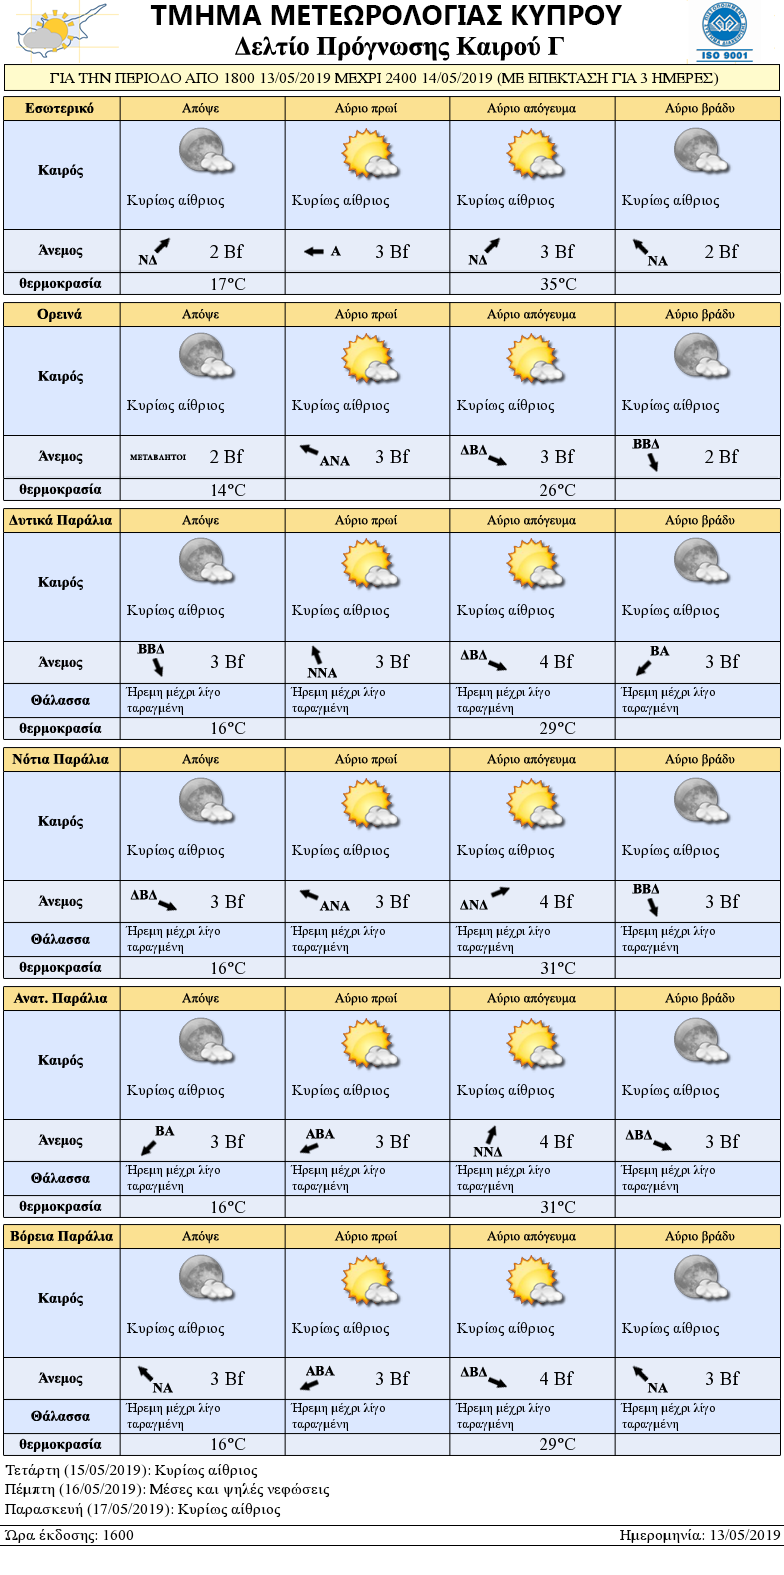 ΤΜΗΜΑ ΜΕΤΕΩΡΟΛΟΓΙΑΣ ΚΥΠΡΟΥ
Δελτίο Πρόγνωσης Καιρού Γ
ISO 9001
ΓΙΑ ΤΗΝ ΠΕΡΙΟΔΟ ΑΠΟ 1800 13/05/2019 ΜΕΧΡΙ 2400 14/05/2019 (ΜΕ ΕΠΕΚΤΑΣΗ ΓΙΑ 3 ΗΜΕΡΕΣ)
Εσωτερικό Απόψε Αύριο πρωί Αύριο απόγευμα Αύριο βράδυ
Καιρός
Κυρίως αίθριος Κυρίως αίθριος Κυρίως αίθριος Κυρίως αίθριος
Άνεμος ΝΔ 2 Bf Α 3 Bf ΝΔ 3 Bf ΝΑ 2 Bf
θερμοκρασία 17°C 35°C
Ορεινά Απόψε Αύριο πρωί Αύριο απόγευμα Αύριο βράδυ
Καιρός
Κυρίως αίθριος Κυρίως αίθριος Κυρίως αίθριος Κυρίως αίθριος
Άνεμος ΜΕΤΑΒΛΗΤΟΙ 2 Bf ΑΝΑ 3 Bf ΔΒΔ 3 Bf ΒΒΔ 2 Bf
θερμοκρασία 14°C 26°C
Δυτικά Παράλια Απόψε Αύριο πρωί Αύριο απόγευμα Αύριο βράδυ
Καιρός
Κυρίως αίθριος Κυρίως αίθριος Κυρίως αίθριος Κυρίως αίθριος
Άνεμος ΒΒΔ 3 Bf ΝΝΑ 3 Bf ΔΒΔ 4 Bf ΒΑ 3 Bf
Θάλασσα Ήρεμη μέχρι λίγο Ήρεμη μέχρι λίγο Ήρεμη μέχρι λίγο Ήρεμη μέχρι λίγο
ταραγμένη ταραγμένη ταραγμένη ταραγμένη
θερμοκρασία 16°C 29°C
Νότια Παράλια Απόψε Αύριο πρωί Αύριο απόγευμα Αύριο βράδυ
Καιρός
Κυρίως αίθριος Κυρίως αίθριος Κυρίως αίθριος Κυρίως αίθριος
Άνεμος ΔΒΔ 3 Bf ΑΝΑ 3 Bf ΔΝΔ 4 Bf ΒΒΔ 3 Bf
Θάλασσα Ήρεμη μέχρι λίγο Ήρεμη μέχρι λίγο Ήρεμη μέχρι λίγο Ήρεμη μέχρι λίγο
ταραγμένη ταραγμένη ταραγμένη ταραγμένη
θερμοκρασία 16°C 31°C
Ανατ. Παράλια Απόψε Αύριο πρωί Αύριο απόγευμα Αύριο βράδυ
Καιρός
Κυρίως αίθριος Κυρίως αίθριος Κυρίως αίθριος Κυρίως αίθριος
Άνεμος ΒΑ 3 Bf ΑΒΑ 3 Bf ΝΝΔ 4 Bf ΔΒΔ 3 Bf
Θάλασσα Ήρεμη μέχρι λίγο Ήρεμη μέχρι λίγο Ήρεμη μέχρι λίγο Ήρεμη μέχρι λίγο
ταραγμένη ταραγμένη ταραγμένη ταραγμένη
θερμοκρασία 16°C 31°C
Βόρεια Παράλια Απόψε Αύριο πρωί Αύριο απόγευμα Αύριο βράδυ
Καιρός
Κυρίως αίθριος Κυρίως αίθριος Κυρίως αίθριος Κυρίως αίθριος
Άνεμος ΝΑ 3 Bf ΑΒΑ 3 Bf ΔΒΔ 4 Bf ΝΑ 3 Bf
Θάλασσα Ήρεμη μέχρι λίγο Ήρεμη μέχρι λίγο Ήρεμη μέχρι λίγο Ήρεμη μέχρι λίγο
ταραγμένη ταραγμένη ταραγμένη ταραγμένη
θερμοκρασία 16°C 29°C
Τετάρτη (15/05/2019): Κυρίως αίθριος
Πέμπτη (16/05/2019): Μέσες και ψηλές νεφώσεις
Παρασκευή (17/05/2019): Κυρίως αίθριος
Ώρα έκδοσης: 1600 Ημερομηνία: 13/05/2019